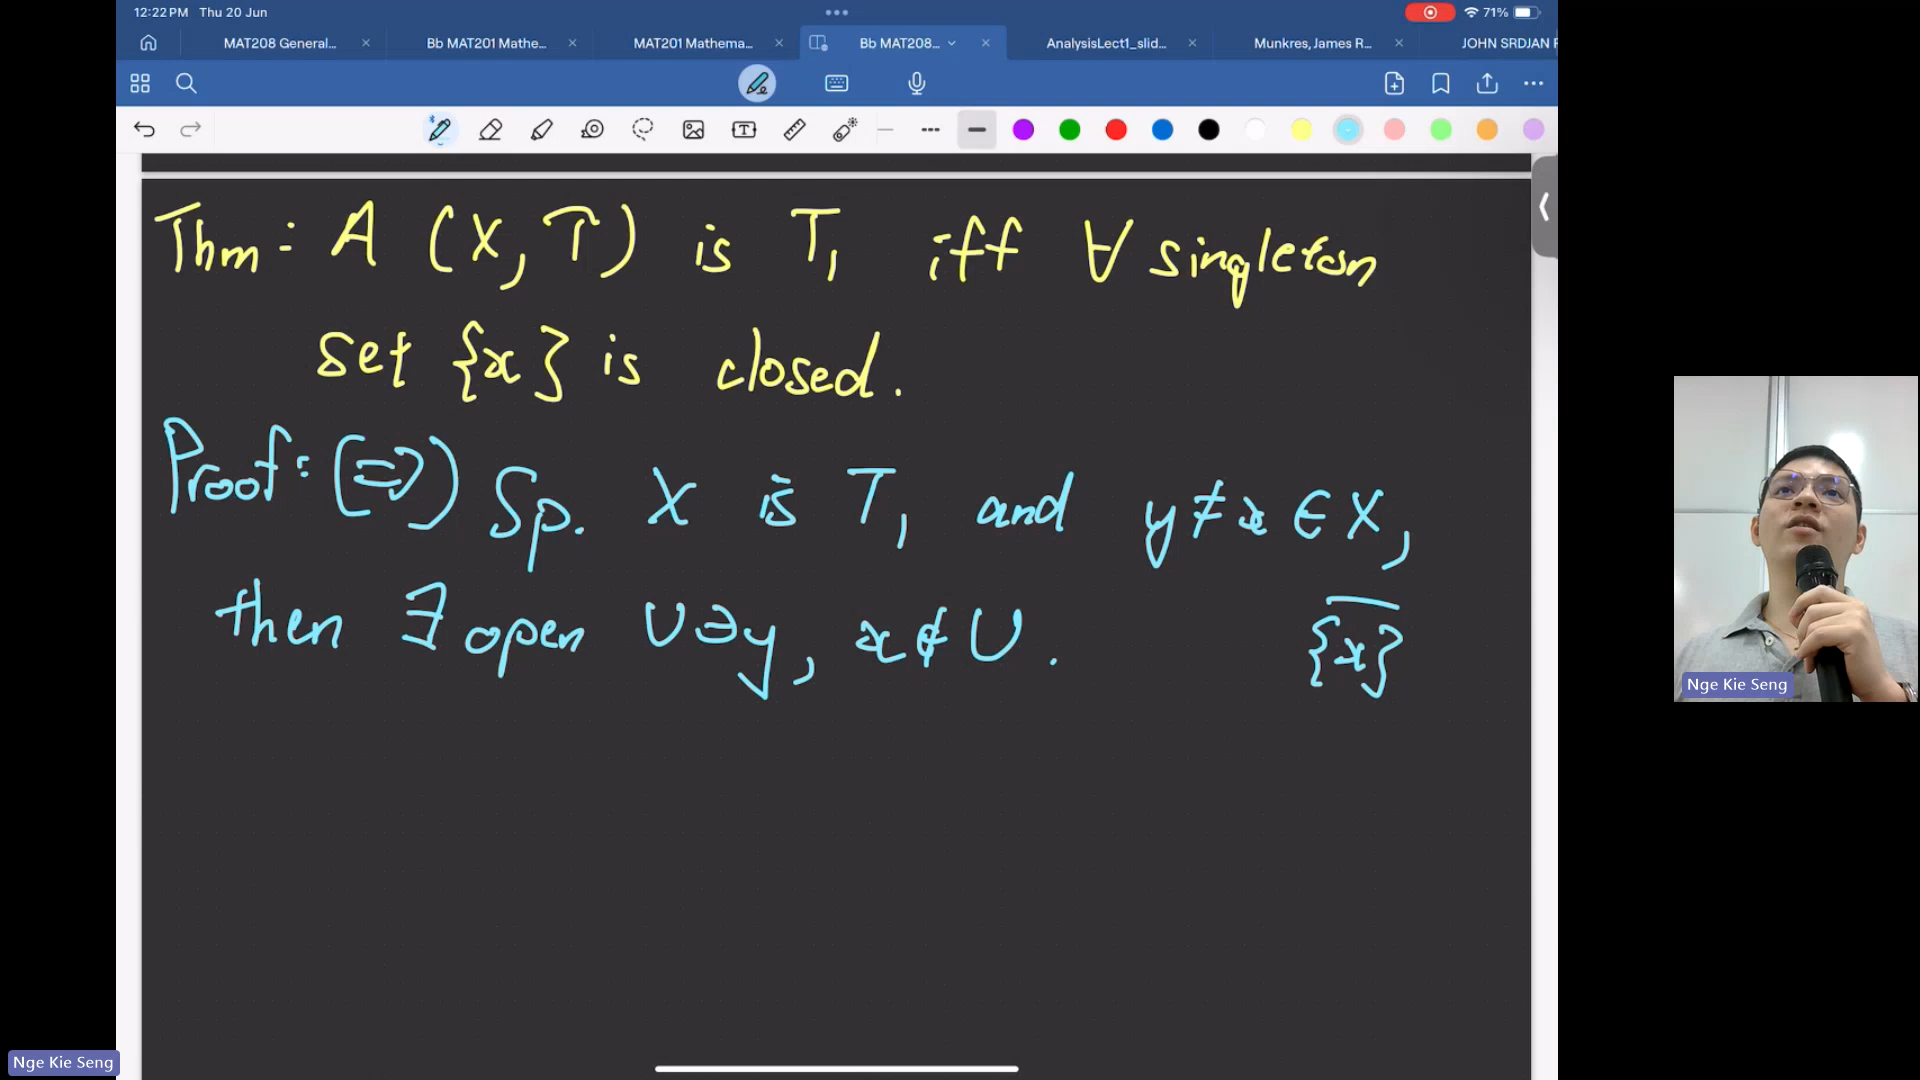 12:22 PM Thu 20 Jun
71%
MAT208 General...
Bb MAT201 Mathe...
MAT201 Mathema...
Bb MAT208...
AnalysisLect1_slid...
Munkres, James R...
JOHN SRDJAN
Thm: A (X, T) is T₁ iff ∀ singleton
set {x} is closed.
Proof: (⇒) Sp. X is T₁ and y ≠ x ∈ X,
then ∃ open U ∋ y, x ∉ U. \overline{{x}}
Nge Kie Seng
Nge Kie Seng